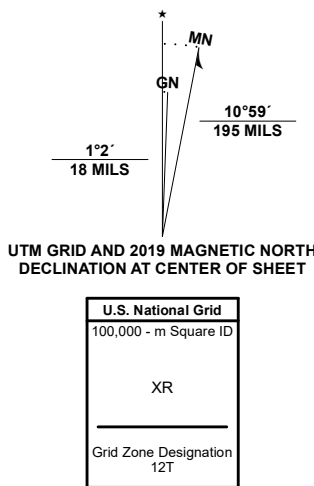 ★
MN
GN
10°59´
195 MILS
1°2´
18 MILS
UTM GRID AND 2019 MAGNETIC NORTH
DECLINATION AT CENTER OF SHEET
U.S. National Grid
100,000 - m Square ID
XR
Grid Zone Designation
12T